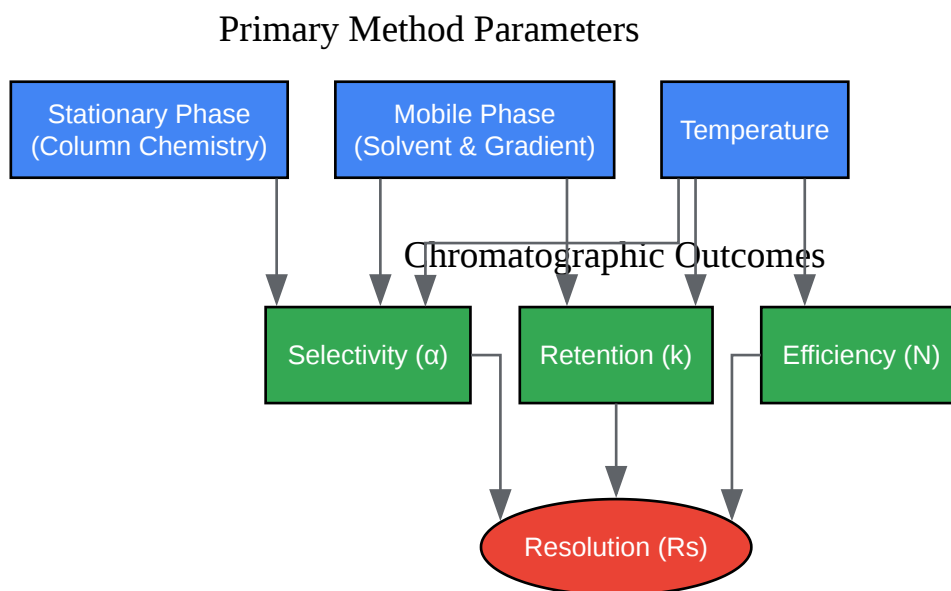 Primary Method Parameters
Stationary Phase
(Column Chemistry)
Mobile Phase
(Solvent & Gradient)
Temperature
Chromatographic Outcomes
Selectivity (α)
Retention (k)
Efficiency (N)
Resolution (Rs)